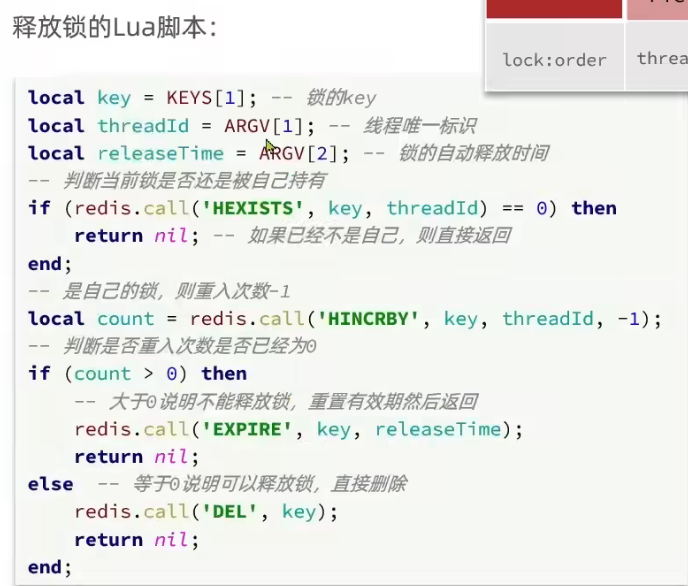 释放锁的Lua脚本：
lock:order threa
local key = KEYS[1]; -- 锁的key
local threadId = ARGV[1]; -- 线程唯一标识
local releaseTime = ARGV[2]; -- 锁的自动释放时间
-- 判断当前锁是否还是被自己持有
if (redis.call('HEXISTS', key, threadId) == 0) then
    return nil; -- 如果已经不是自己，则直接返回
end;
-- 是自己的锁，则重入次数-1
local count = redis.call('HINCRBY', key, threadId, -1);
-- 判断是否重入次数是否已经为0
if (count > 0) then
    -- 大于0说明不能释放锁，重置有效期然后返回
    redis.call('EXPIRE', key, releaseTime);
    return nil;
else  -- 等于0说明可以释放锁，直接删除
    redis.call('DEL', key);
    return nil;
end;